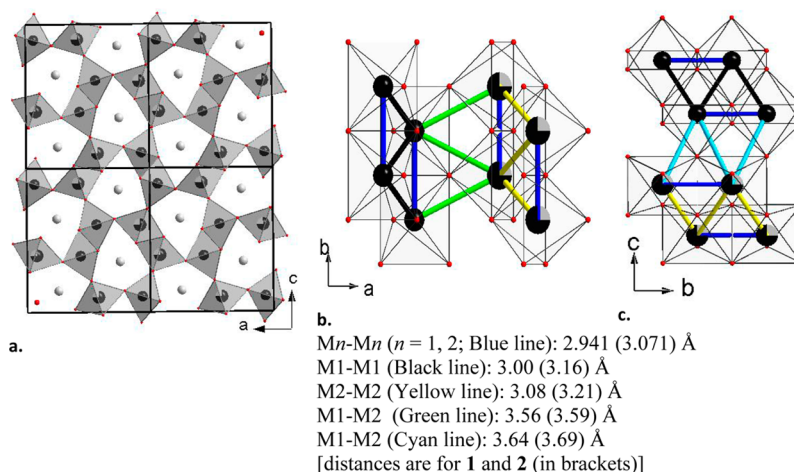 c
a
a.
b
a
b.
c
b
c.
Mn-Mn (n = 1, 2; Blue line): 2.941 (3.071) Å
M1-M1 (Black line): 3.00 (3.16) Å
M2-M2 (Yellow line): 3.08 (3.21) Å
M1-M2 (Green line): 3.56 (3.59) Å
M1-M2 (Cyan line): 3.64 (3.69) Å
[distances are for 1 and 2 (in brackets)]